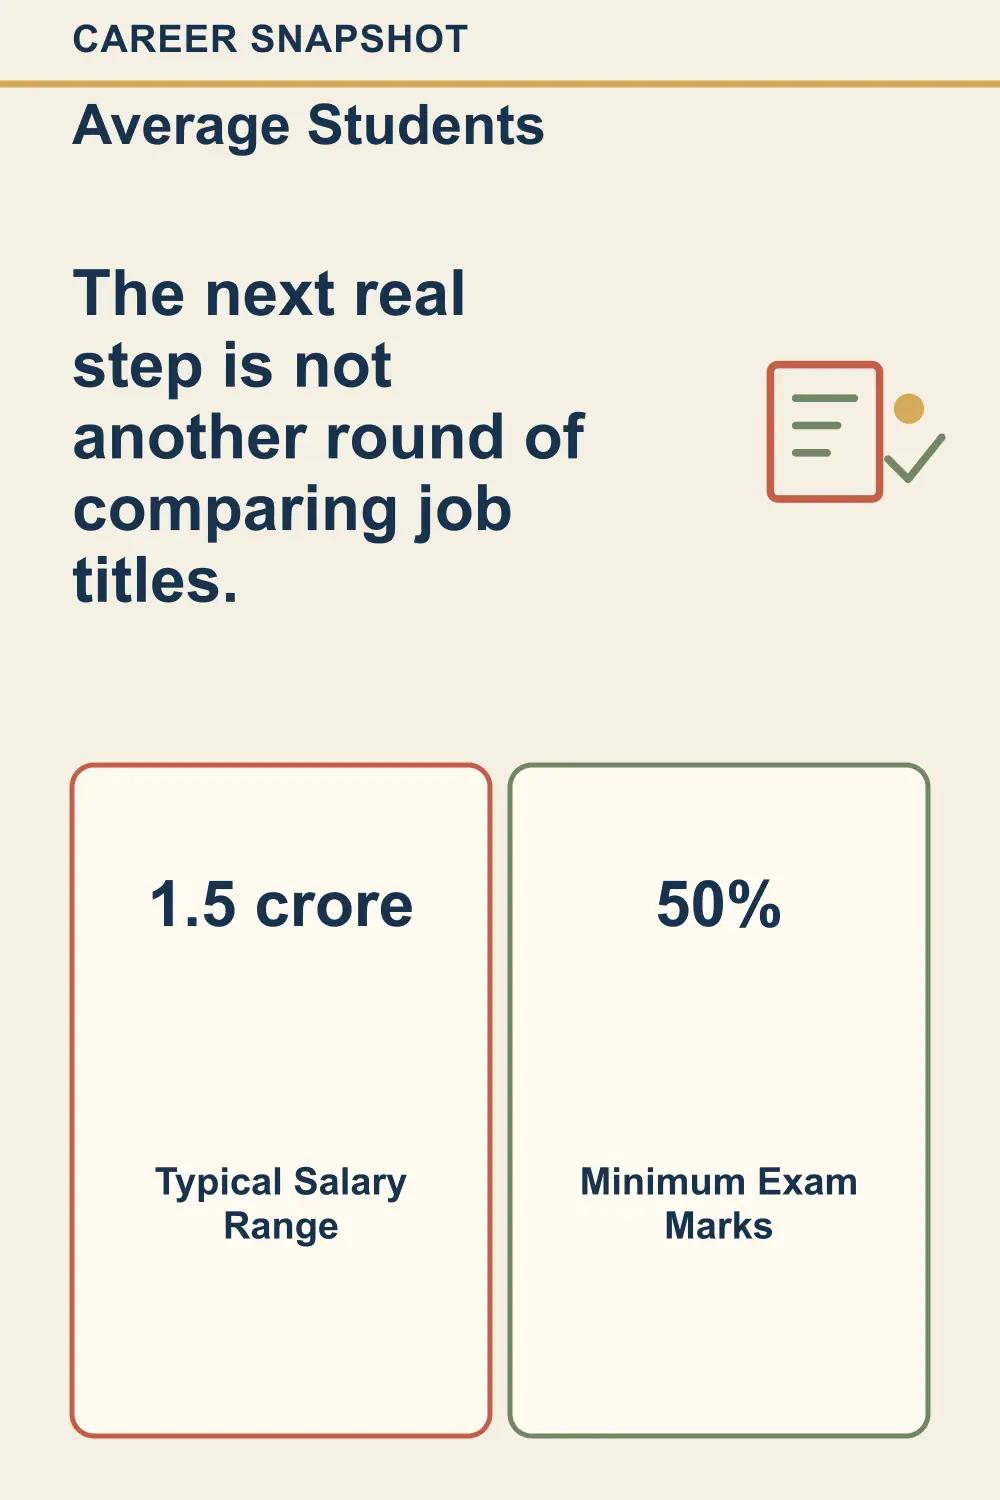 CAREER SNAPSHOT
Average Students
The next real
step is not
another round of
comparing job
titles.
1.5 crore
50%
Typical Salary
Range
Minimum Exam
Marks